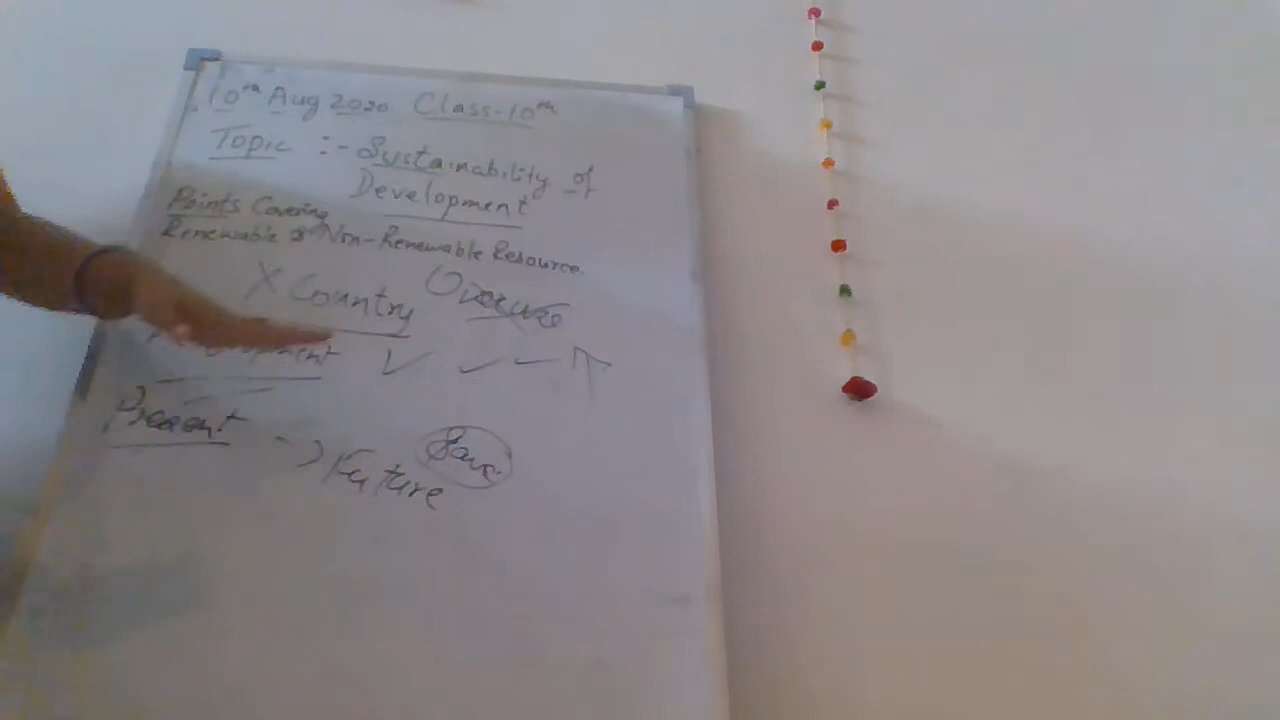 10th Aug 2020 Class-10th
Topic :- Sustainability of
Development
Points Covering
Renewable & Non-Renewable Resource.
X Country Overuse
Present -> Future
Save